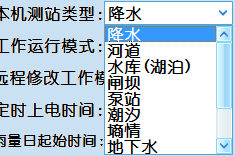 本机测站类型: 降水
降水
工作运行模式: 河道
水库(湖泊)
远程修改工作模 闸坝
泵站
定时上电时间: 潮汐
墒情
雨量日起始时间: 地下水